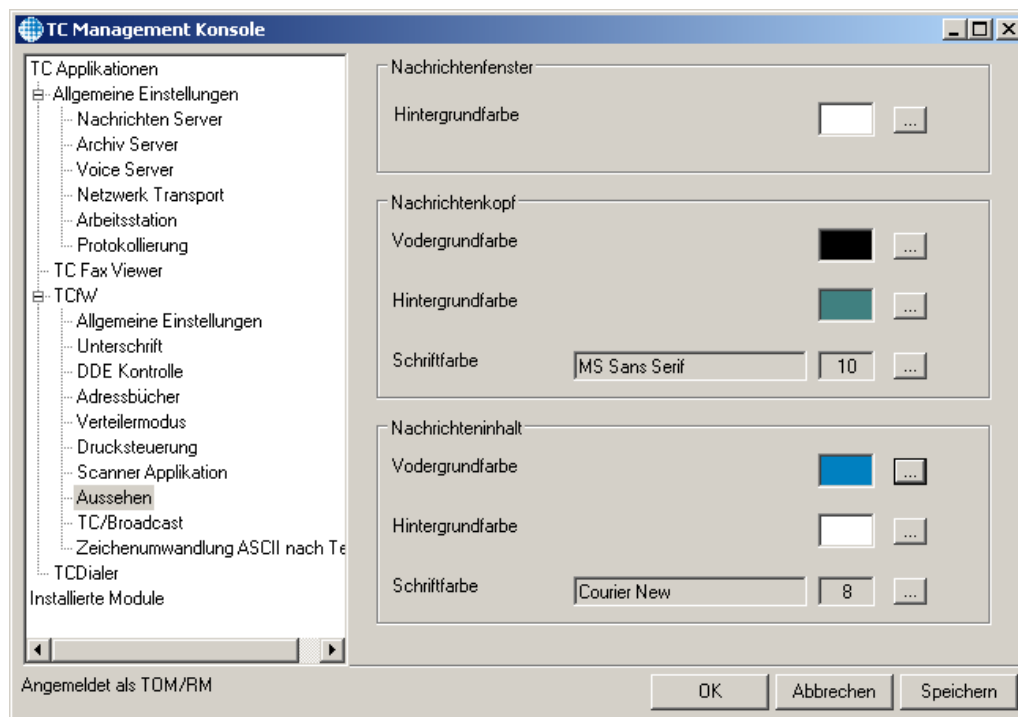 TC Management Konsole
TC Applikationen
Allgemeine Einstellungen
Nachrichten Server
Archiv Server
Voice Server
Netzwerk Transport
Arbeitsstation
Protokollierung
TC Fax Viewer
TCfW
Allgemeine Einstellungen
Unterschrift
DDE Kontrolle
Adressbücher
Verteilermodus
Drucksteuerung
Scanner Applikation
Aussehen
TC/Broadcast
Zeichenumwandlung ASCII nach Te
TCDialer
Installierte Module
Nachrichtenfenster
Hintergrundfarbe ...
Nachrichtenkopf
Vodergrundfarbe ...
Hintergrundfarbe ...
Schriftfarbe MS Sans Serif 10 ...
Nachrichteninhalt
Vodergrundfarbe ...
Hintergrundfarbe ...
Schriftfarbe Courier New 8 ...
Angemeldet als TOM/RM
OK Abbrechen Speichern